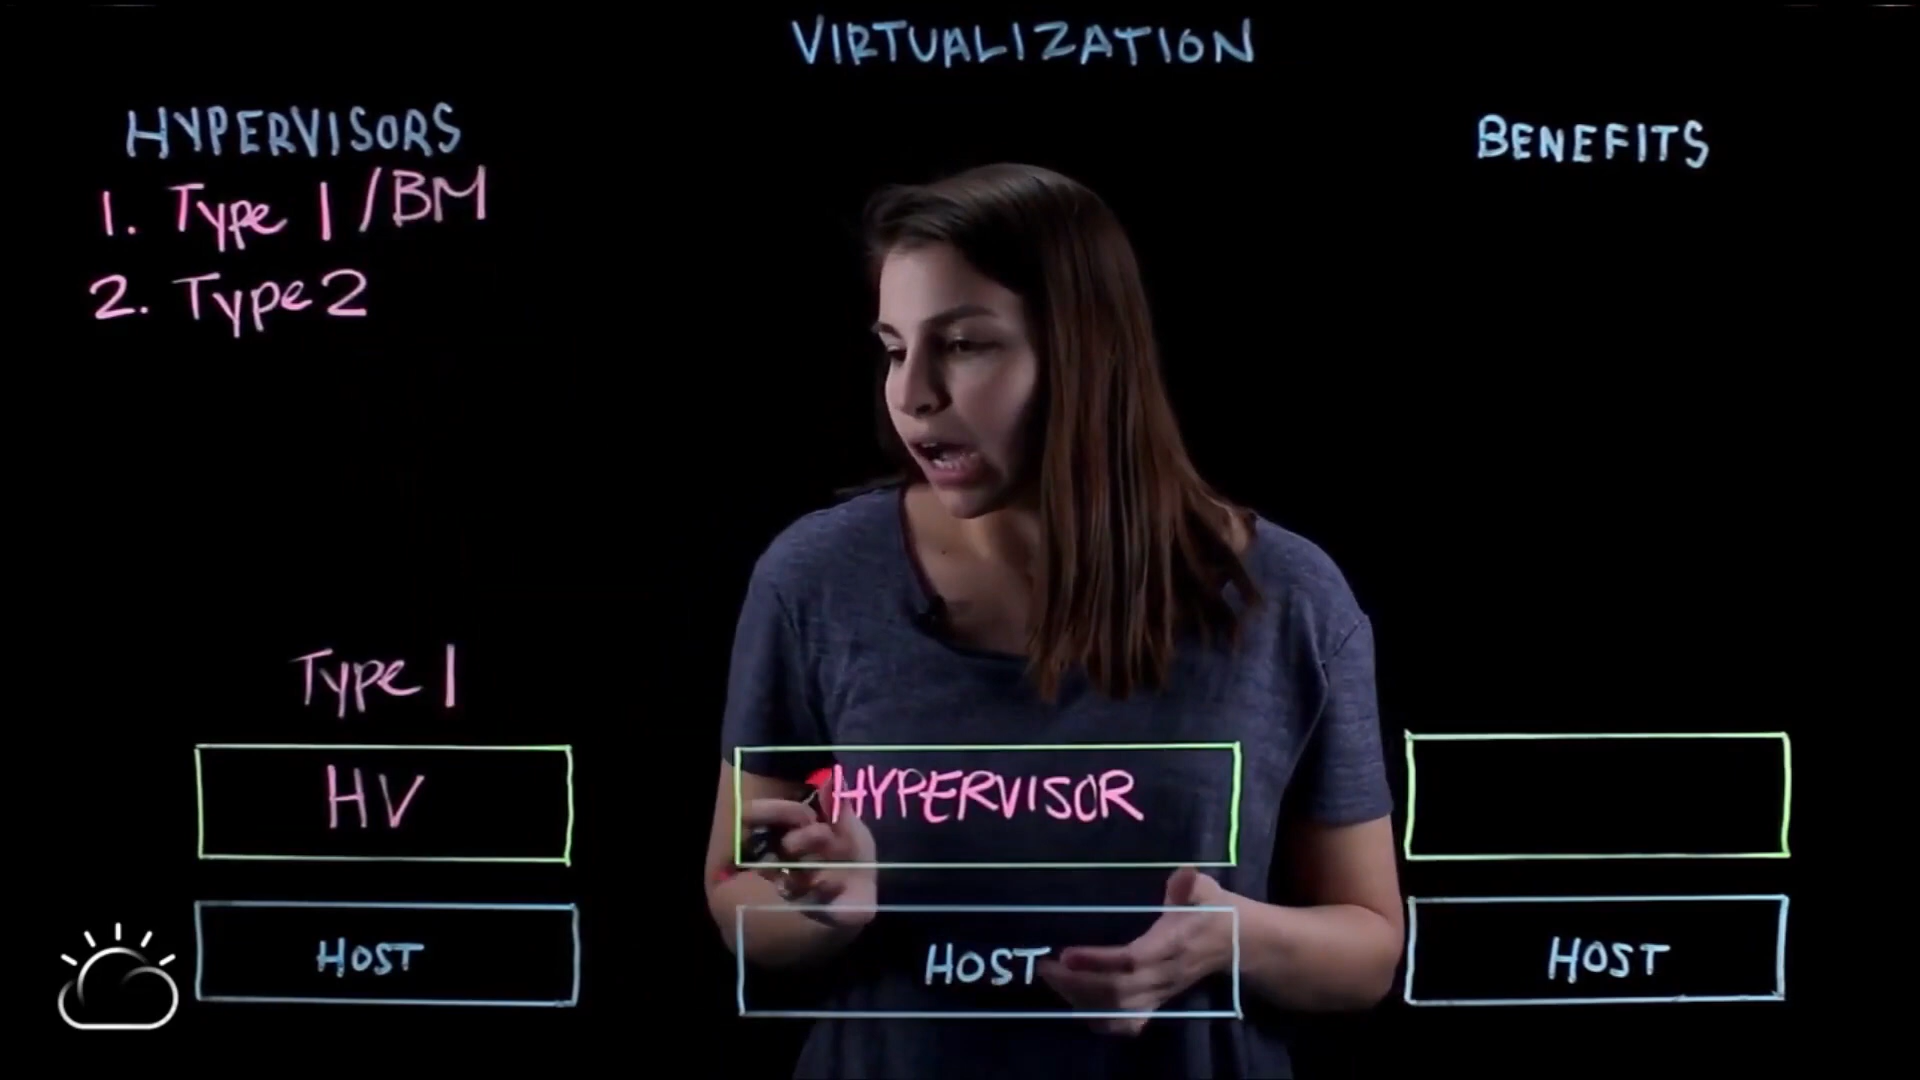 VIRTUALIZATION
HYPERVISORS
BENEFITS
1. Type 1 / BM
2. Type 2
Type 1
HV
HYPERVISOR
HOST
HOST
HOST